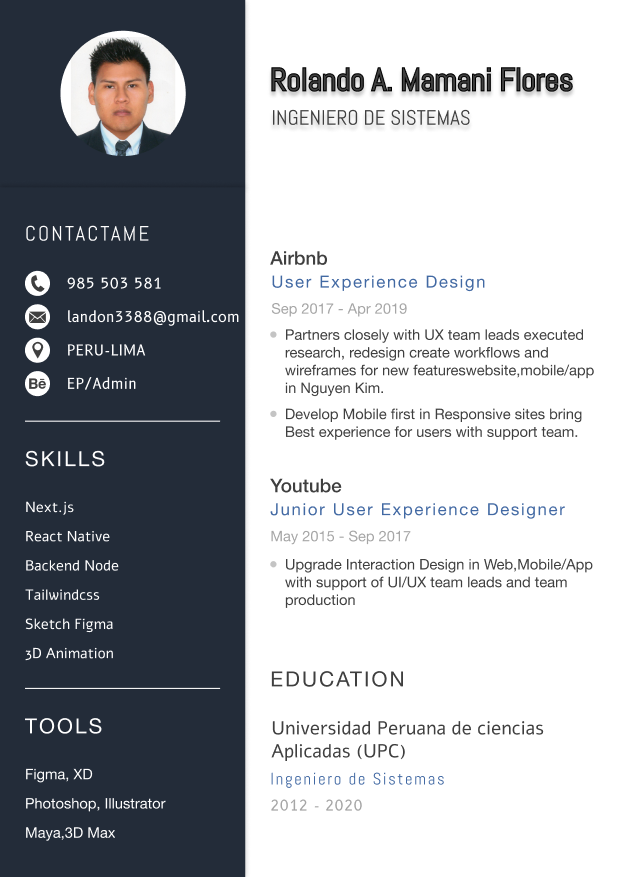 Rolando A. Mamani Flores
INGENIERO DE SISTEMAS
CONTACTAME
985 503 581
landon3388@gmail.com
PERU-LIMA
Bē
EP/Admin
SKILLS
Next.js
React Native
Backend Node
Tailwindcss
Sketch Figma
3D Animation
TOOLS
Figma, XD
Photoshop, Illustrator
Maya,3D Max
Airbnb
User Experience Design
Sep 2017 - Apr 2019
Partners closely with UX team leads executed
research, redesign create workflows and
wireframes for new featureswebsite,mobile/app
in Nguyen Kim.
Develop Mobile first in Responsive sites bring
Best experience for users with support team.
Youtube
Junior User Experience Designer
May 2015 - Sep 2017
Upgrade Interaction Design in Web,Mobile/App
with support of UI/UX team leads and team
production
EDUCATION
Universidad Peruana de ciencias
Aplicadas (UPC)
Ingeniero de Sistemas
2012 - 2020